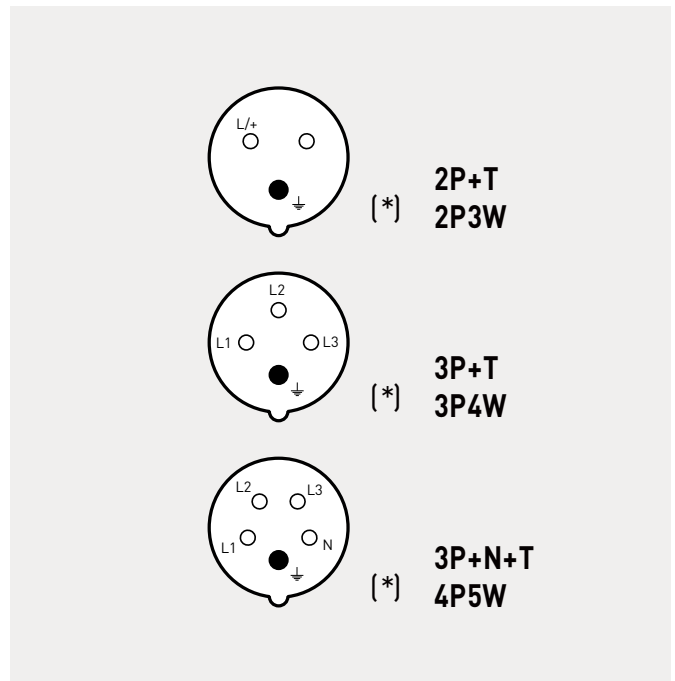 L/+
(*)
2P+T
2P3W
L2
L1
L3
(*)
3P+T
3P4W
L2
L3
L1
N
(*)
3P+N+T
4P5W